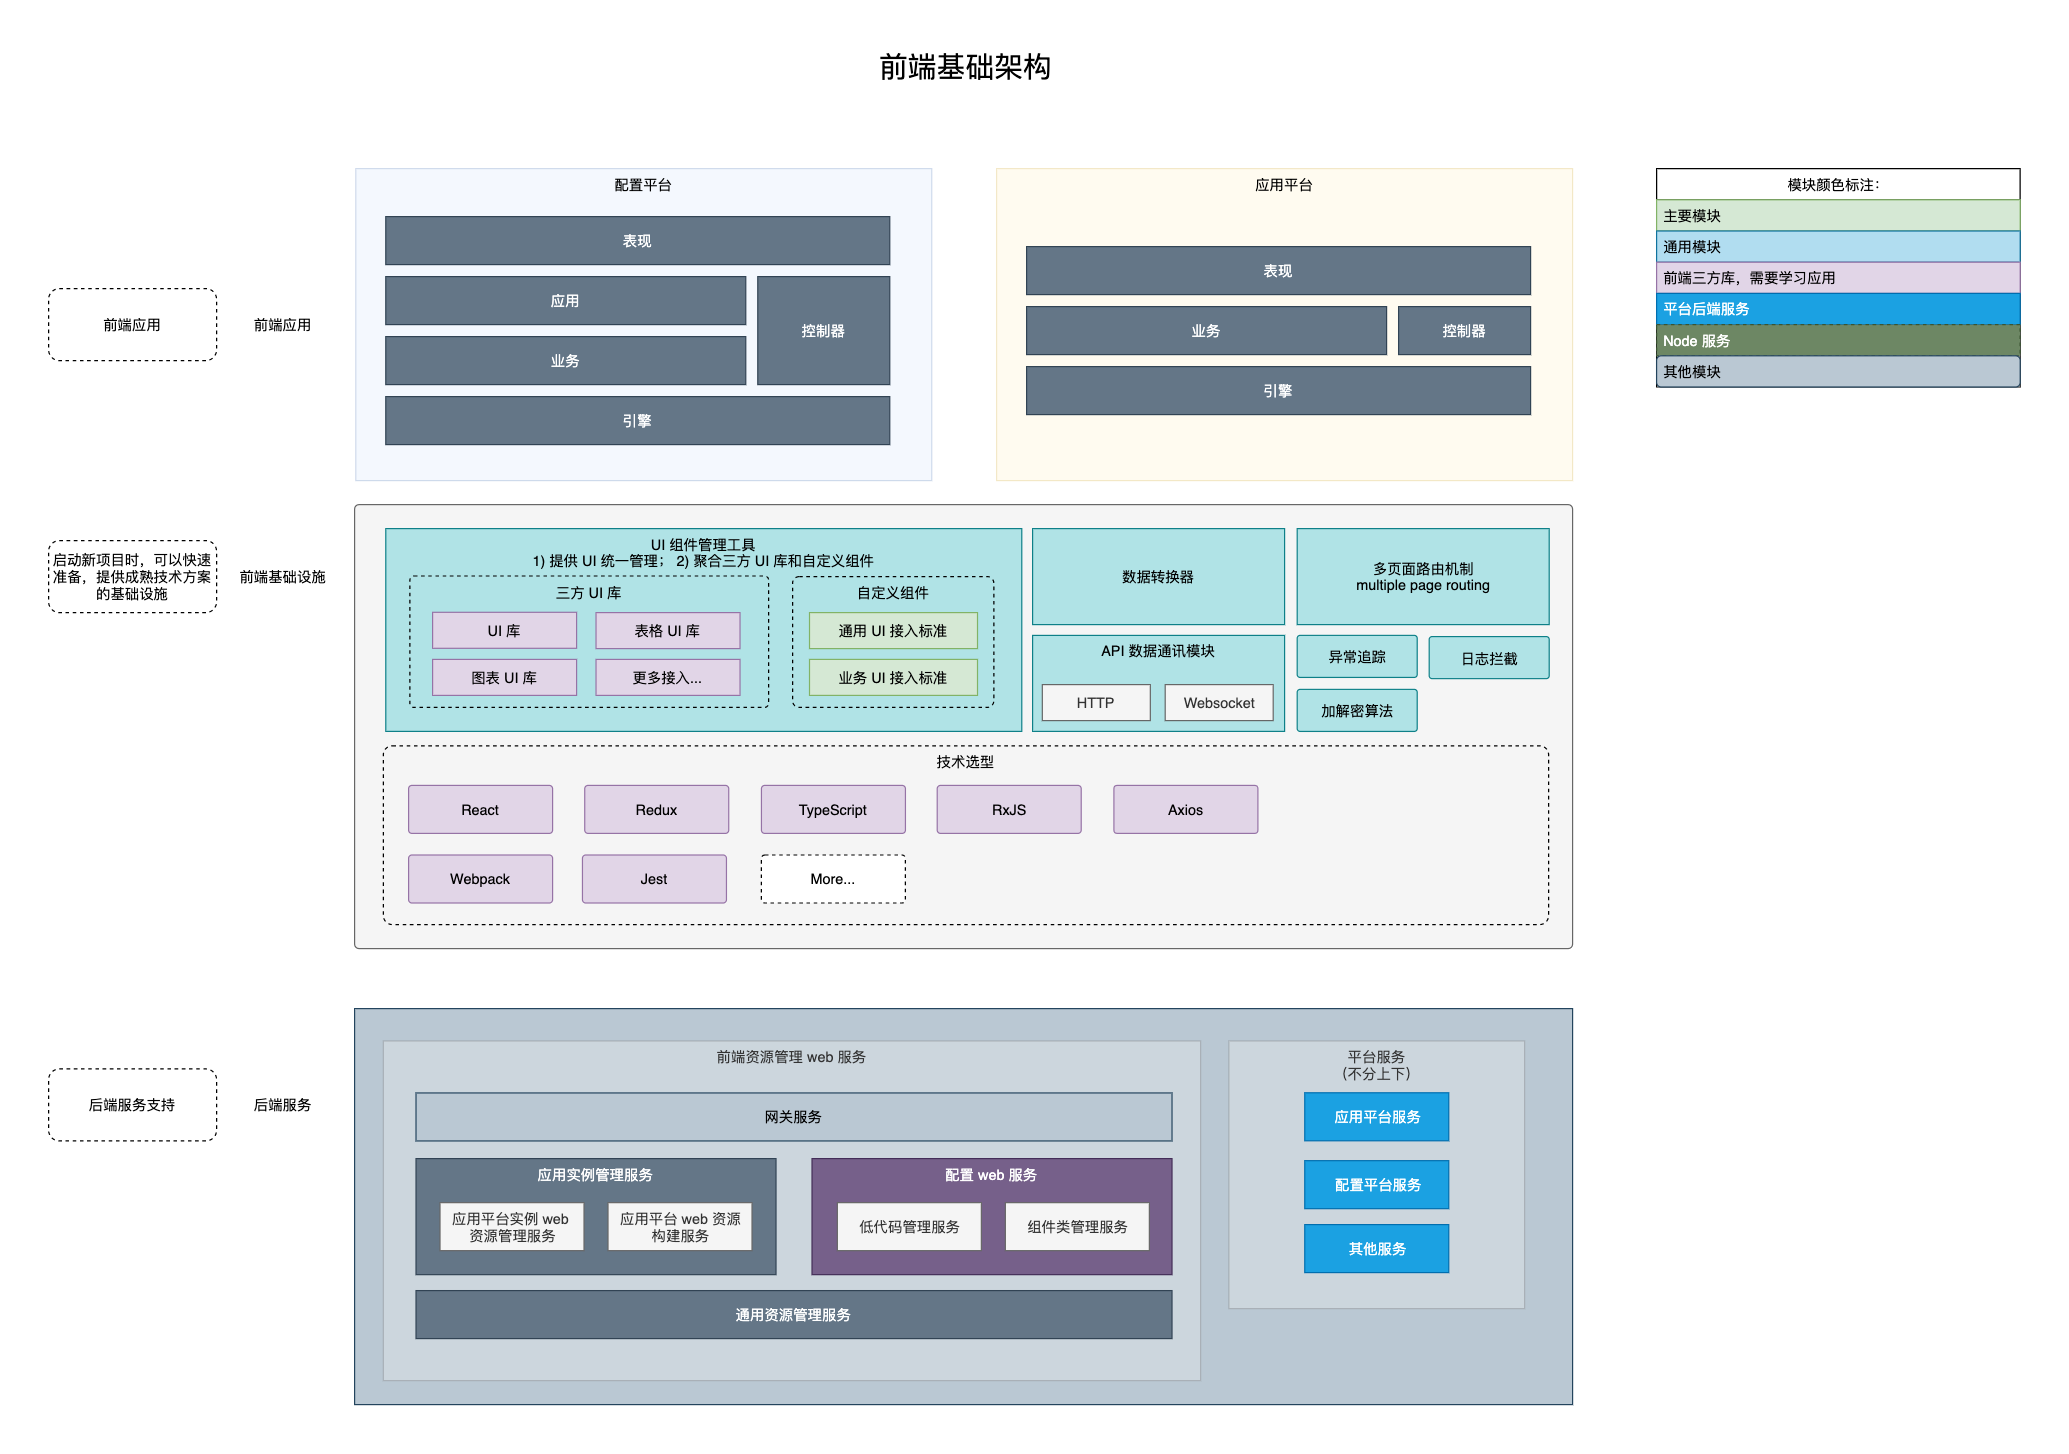 前端基础架构
配置平台
表现
应用
控制器
业务
引擎
应用平台
表现
业务
控制器
引擎
模块颜色标注：
主要模块
通用模块
前端三方库，需要学习应用
平台后端服务
Node 服务
其他模块
前端应用
前端应用
启动新项目时，可以快速
准备，提供成熟技术方案
的基础设施
前端基础设施
UI 组件管理工具
1) 提供 UI 统一管理； 2) 聚合三方 UI 库和自定义组件
三方 UI 库
UI 库
表格 UI 库
图表 UI 库
更多接入...
自定义组件
通用 UI 接入标准
业务 UI 接入标准
数据转换器
API 数据通讯模块
HTTP
Websocket
多页面路由机制
multiple page routing
异常追踪
日志拦截
加解密算法
技术选型
React
Redux
TypeScript
RxJS
Axios
Webpack
Jest
More...
后端服务支持
后端服务
前端资源管理 web 服务
网关服务
应用实例管理服务
应用平台实例 web
资源管理服务
应用平台 web 资源
构建服务
配置 web 服务
低代码管理服务
组件类管理服务
通用资源管理服务
平台服务
(不分上下)
应用平台服务
配置平台服务
其他服务